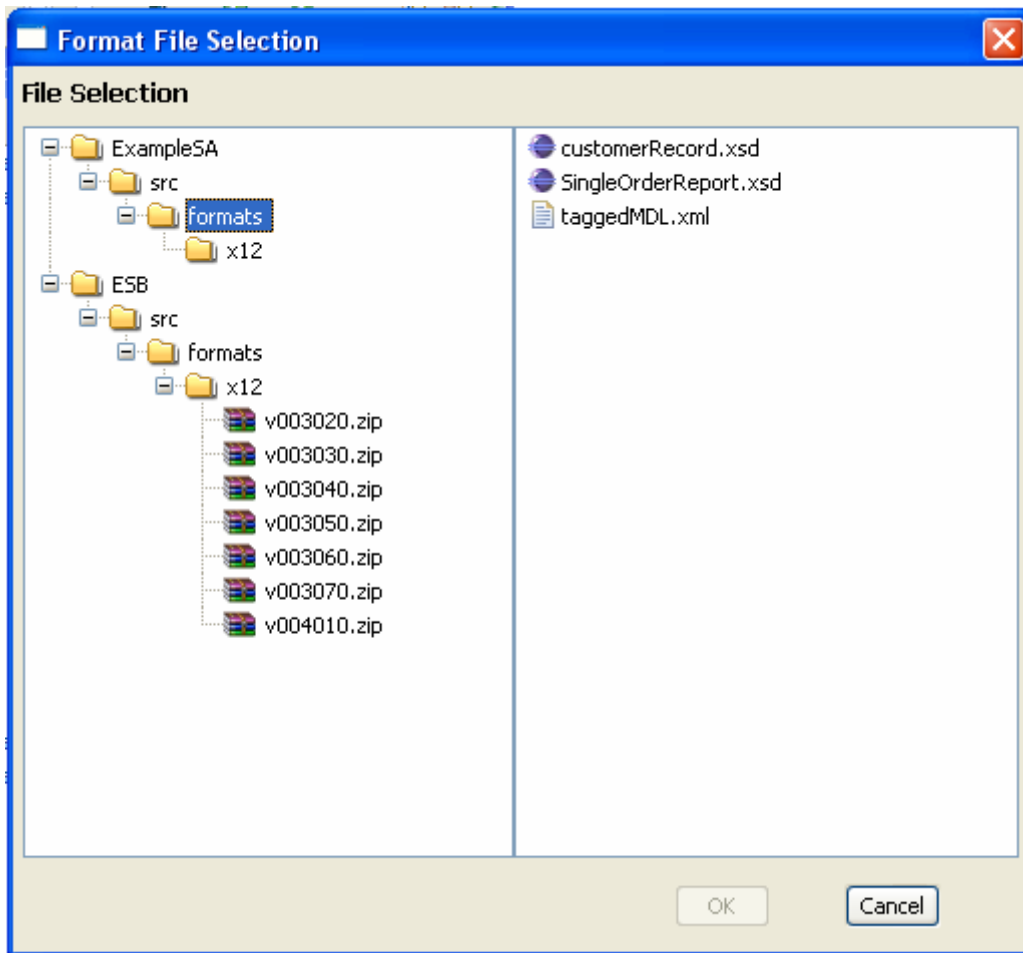 Format File Selection
File Selection
ExampleSA
src
formats
x12
ESB
src
formats
x12
v003020.zip
v003030.zip
v003040.zip
v003050.zip
v003060.zip
v003070.zip
v004010.zip
customerRecord.xsd
SingleOrderReport.xsd
taggedMDL.xml
OK
Cancel